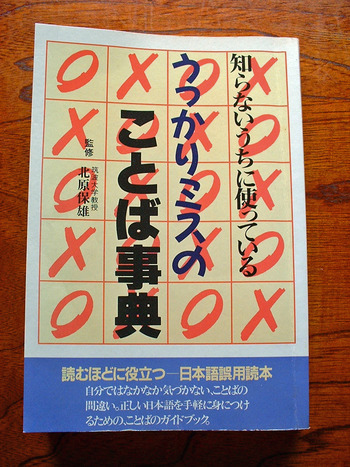 知らないうちに使っている
うっかりミスの
ことば事典
監修
筑波大学教授
北原保雄
読むほどに役立つ―日本語誤用読本
自分ではなかなか気づかない、ことばの
間違い。正しい日本語を手軽に身につけ
るための、ことばのガイドブック。